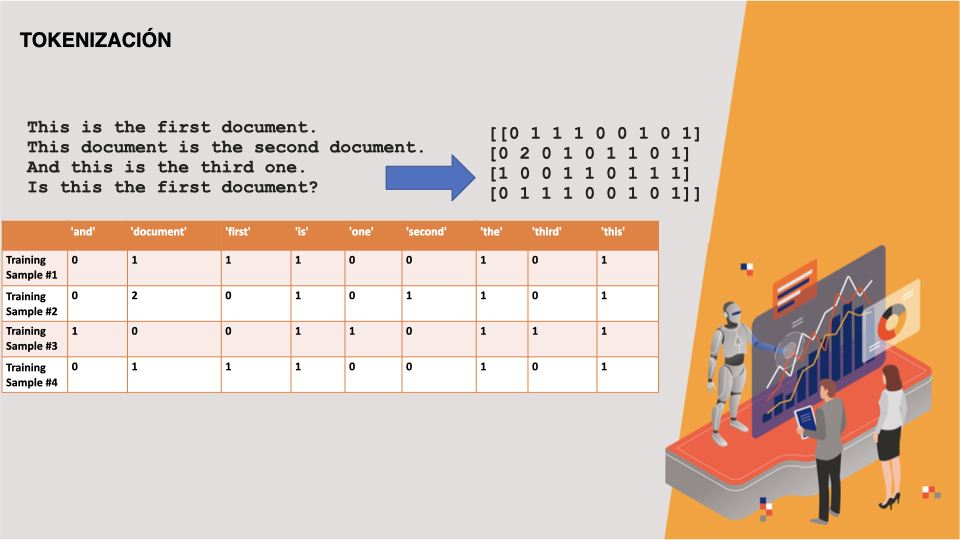 TOKENIZACIÓN
This is the first document.
This document is the second document.
And this is the third one.
Is this the first document?
[[0 1 1 1 0 0 1 0 1]
[0 2 0 1 0 1 1 0 1]
[1 0 0 1 1 0 1 1 1]
[0 1 1 1 0 0 1 0 1]]
'and' 'document' 'first' 'is' 'one' 'second' 'the' 'third' 'this'
Training Sample #1 0 1 1 1 0 0 1 0 1
Training Sample #2 0 2 0 1 0 1 1 0 1
Training Sample #3 1 0 0 1 1 0 1 1 1
Training Sample #4 0 1 1 1 0 0 1 0 1